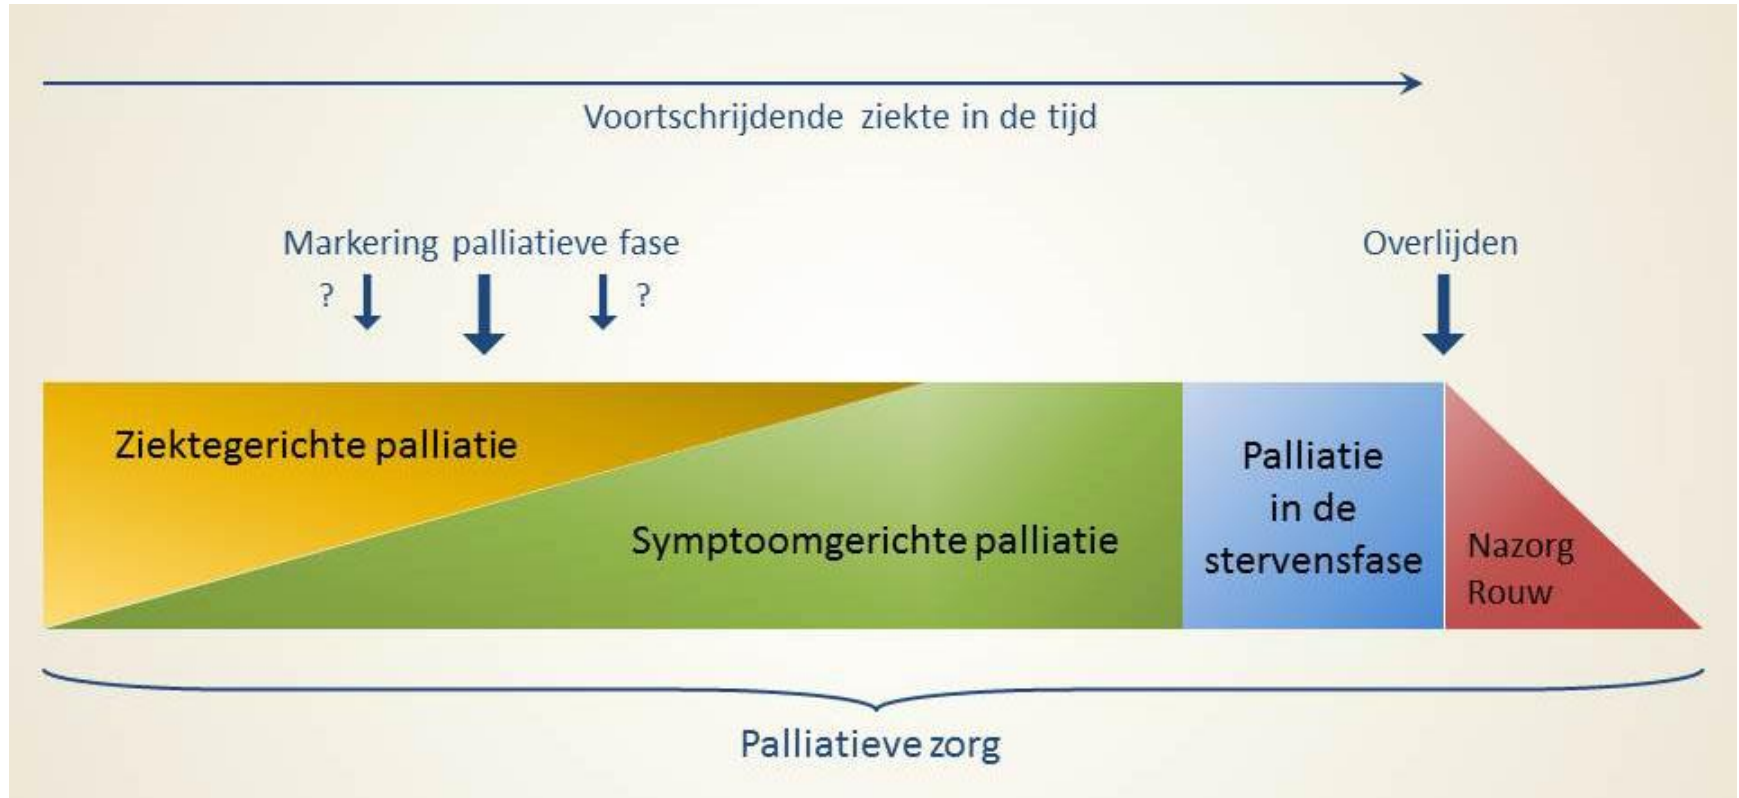 Voortschrijdende ziekte in de tijd
Markering palliatieve fase
? ?
Overlijden
Ziektegerichte palliatie
Symptoomgerichte palliatie
Palliatie
in de
stervensfase
Nazorg
Rouw
Palliatieve zorg